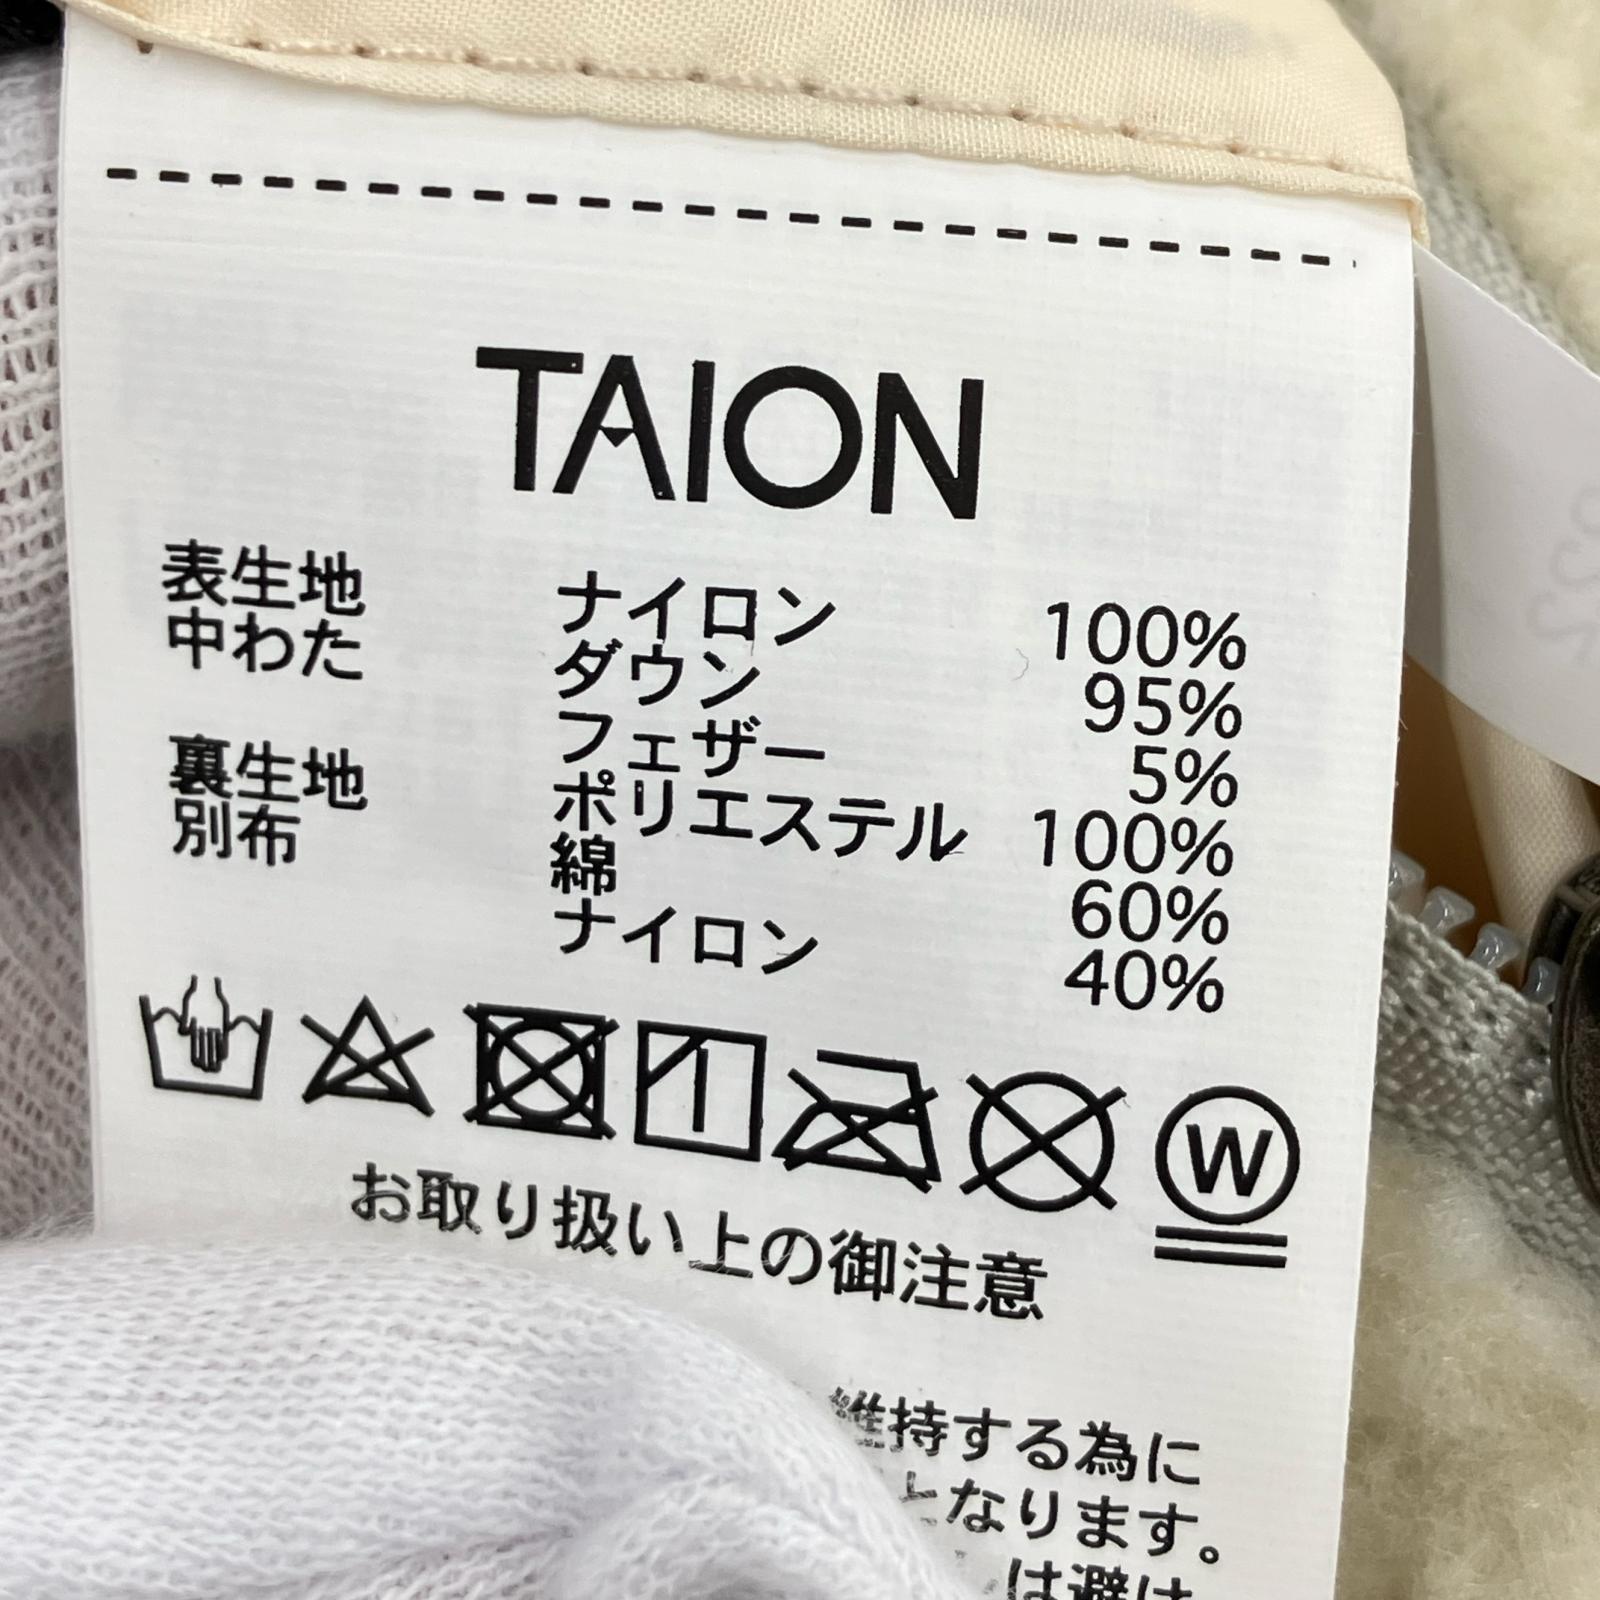 TAION
表生地 ナイロン 100%
中わた ダウン 95%
フェザー 5%
裏生地 ポリエステル 100%
別布 綿 60%
ナイロン 40%
W
お取り扱い上の御注意
維持する為に
となります。
は避け